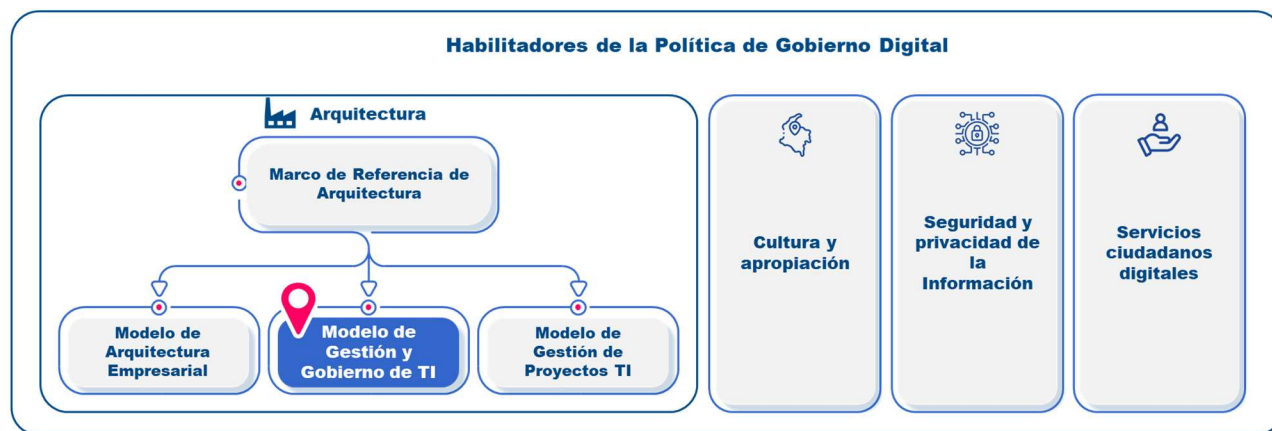 Habilitadores de la Política de Gobierno Digital
Arquitectura
Marco de Referencia de
Arquitectura
Modelo de
Arquitectura
Empresarial
Modelo de
Gestión y
Gobierno de TI
Modelo de
Gestión de
Proyectos TI
Cultura y
apropiación
Seguridad y
privacidad de
la
Información
Servicios
ciudadanos
digitales